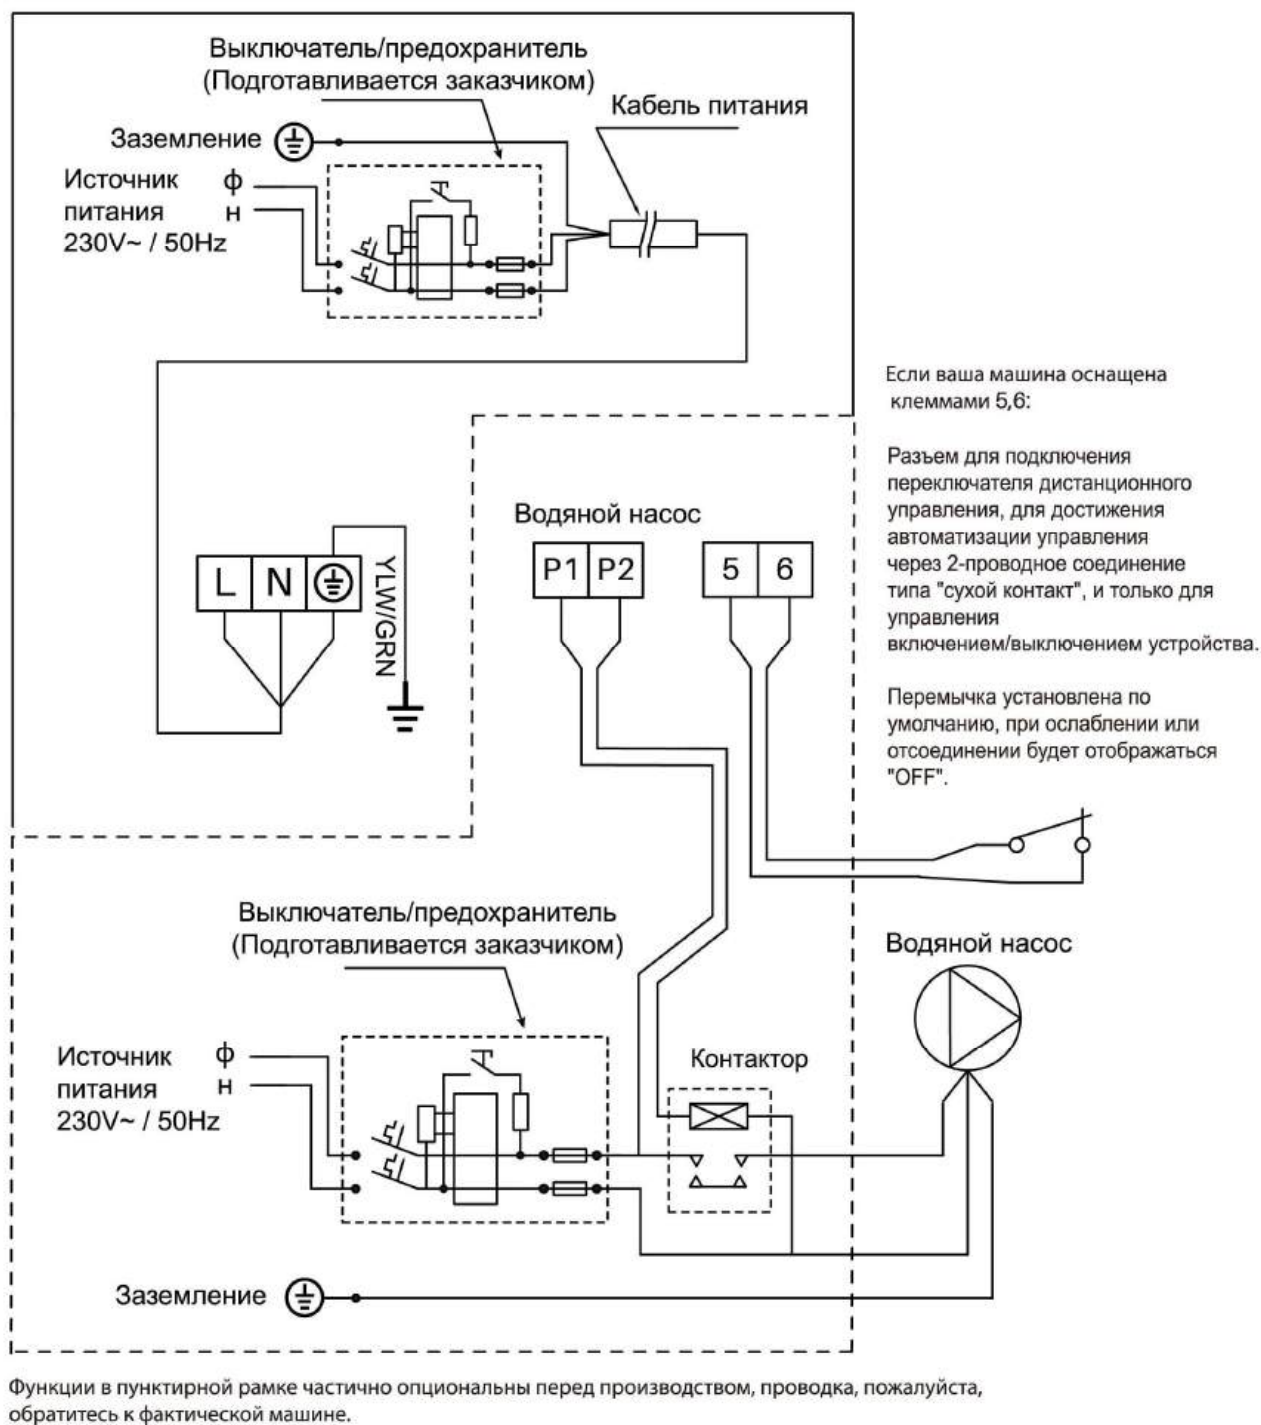 Выключатель/предохранитель
(Подготавливается заказчиком)
Кабель питания
Заземление
Источник ф
питания н
230V~ / 50Hz
Если ваша машина оснащена
клеммами 5,6:
Разъем для подключения
переключателя дистанционного
управления, для достижения
автоматизации управления
через 2-проводное соединение
типа "сухой контакт", и только для
управления
включением/выключением устройства.
Перемычка установлена по
умолчанию, при ослаблении или
отсоединении будет отображаться
"OFF".
Водяной насос
L N
YLW/GRN
P1 P2
5 6
Выключатель/предохранитель
(Подготавливается заказчиком)
Водяной насос
Источник ф
питания н
230V~ / 50Hz
Контактор
Заземление
Функции в пунктирной рамке частично опциональны перед производством, проводка, пожалуйста,
обратитесь к фактической машине.